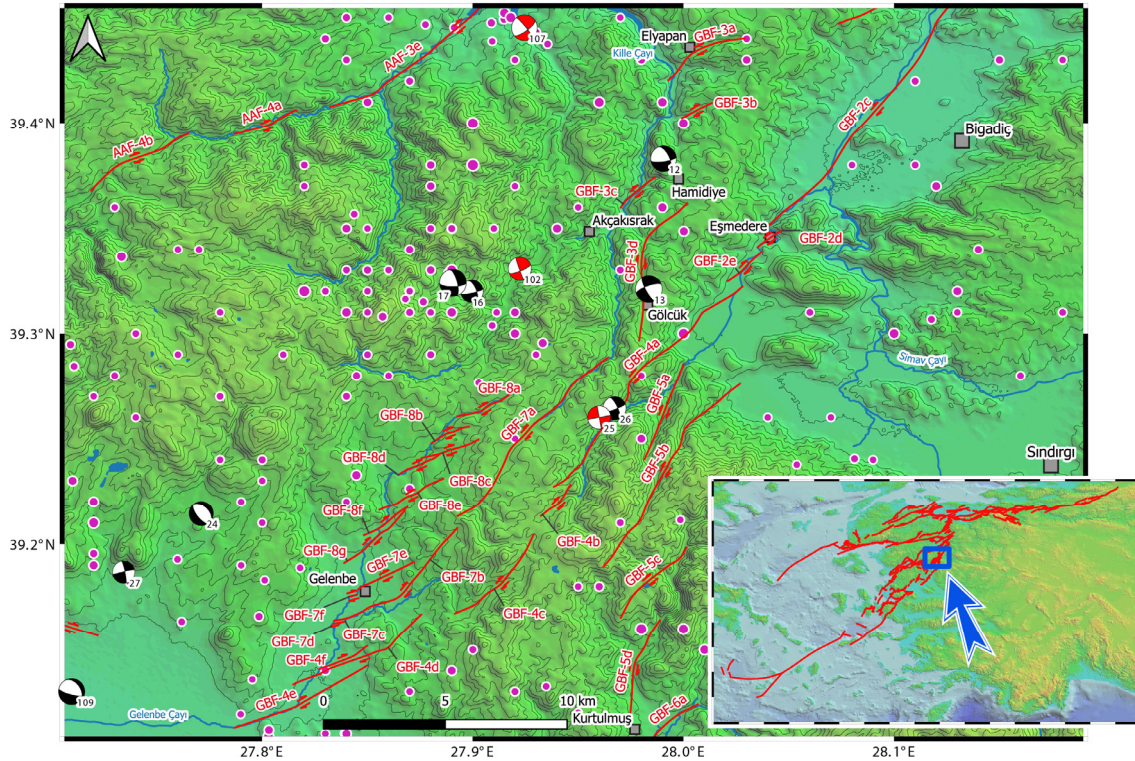 107
Elyapan
GBF-3a
Kille Çayı
AAF-3e
GBF-3b
GBF-2c
39.4°
AAF-4a
AAF-4b
Bigadiç
12
GBF-3c
Hamidiye
Akçakısrak
Eşmedere
GBF-3d
GBF-2d
GBF-2e
102
17
16
13
Gölcük
39.3°
GBF-4a
Simav Çayı
GBF-8a
GBF-5a
GBF-8b
GBF-7a
26
25
GBF-8d
GBF-5b
Sındırgı
GBF-8c
GBF-8e
24
GBF-8f
39.2°
GBF-4b
GBF-8g
GBF-7e
GBF-5c
27
Gelenbe
GBF-7b
GBF-7f
GBF-4c
GBF-7d
GBF-7c
GBF-4f
GBF-4d
GBF-5d
109
GBF-4e
0
5
10 km
Gelenbe Çayı
Kurtulmuş
GBF-6a
27.8°E
27.9°E
28.0°E
28.1°E